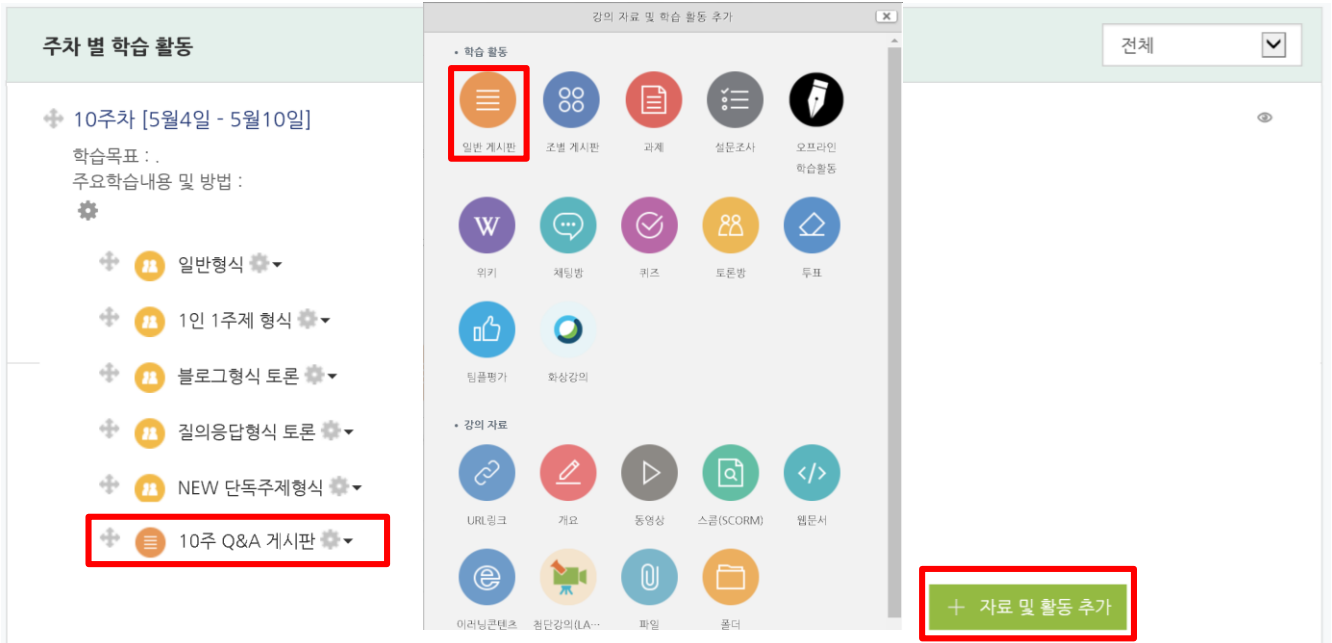 주차 별 학습 활동
전체
10주차 [5월4일 - 5월10일]
학습목표 : .
주요학습내용 및 방법 :
일반형식
1인 1주제 형식
블로그형식 토론
질의응답형식 토론
NEW 단독주제형식
10주 Q&A 게시판
강의 자료 및 학습 활동 추가
• 학습 활동
일반 게시판
조별 게시판
과제
설문조사
오프라인
학습활동
W
위키
채팅방
퀴즈
토론방
투표
팀플평가
화상강의
• 강의 자료
URL링크
개요
동영상
스콤(SCORM)
웹문서
이러닝콘텐츠
첨단강의(LA···
파일
폴더
+ 자료 및 활동 추가